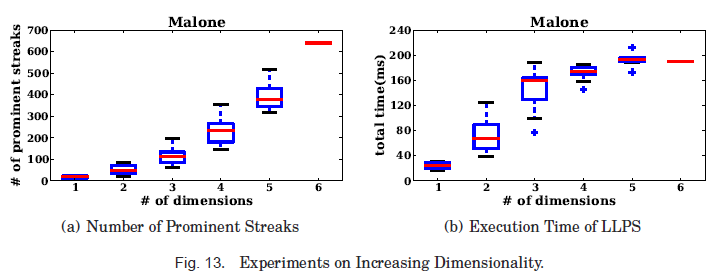 Malone
# of prominent streaks
700
600
500
400
300
200
100
0
1 2 3 4 5 6
# of dimensions
(a) Number of Prominent Streaks
Malone
total time(ms)
240
200
160
120
80
40
0
1 2 3 4 5 6
# of dimensions
(b) Execution Time of LLPS
Fig. 13. Experiments on Increasing Dimensionality.